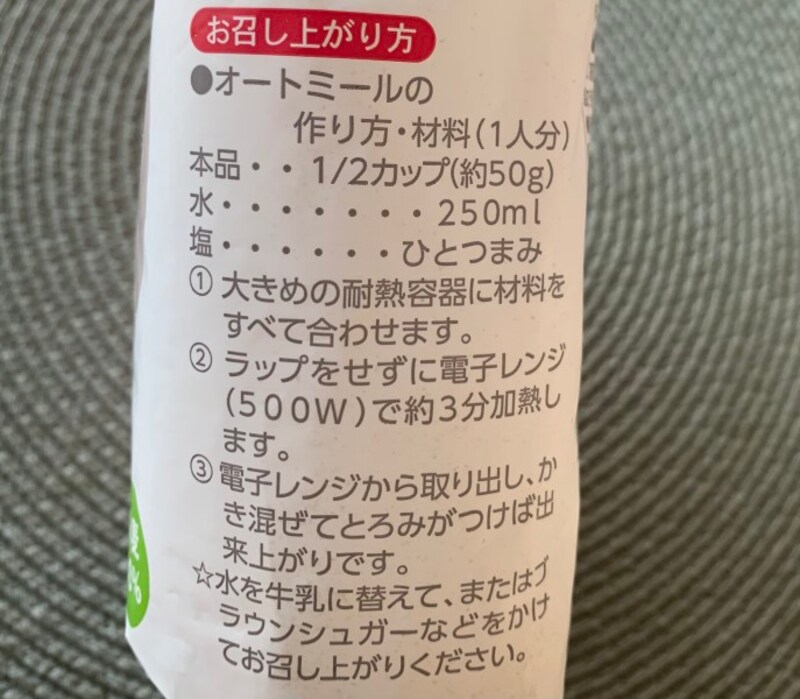 お召し上がり方
●オートミールの
作り方・材料(1人分)
本品・・1/2カップ(約50g)
水・・・・・・・250ml
塩・・・・・・ひとつまみ
① 大きめの耐熱容器に材料を
すべて合わせます。
② ラップをせずに電子レンジ
(500W)で約3分加熱し
ます。
③ 電子レンジから取り出し、か
き混ぜてとろみがつけば出
来上がりです。
☆水を牛乳に替えて、またはブ
ラウンシュガーなどをかけ
てお召し上がりください。